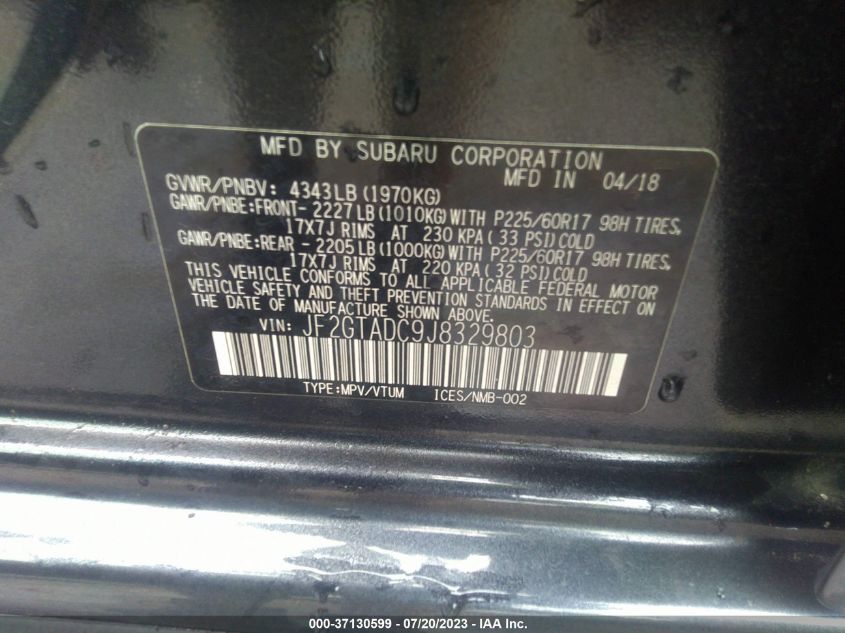 MFD BY SUBARU CORPORATION
MFD IN 04/18
GVWR/PNBV: 4343LB (1970KG)
GAWR/PNBE:FRONT- 2227LB(1010KG) WITH P225/60R17 98H TIRES,
17X7J RIMS AT 230 KPA( 33 PSI)COLD
GAWR/PNBE:REAR - 2205LB(1000KG) WITH P225/60R17 98H TIRES,
17X7J RIMS AT 220 KPA( 32 PSI)COLD
THIS VEHICLE CONFORMS TO ALL APPLICABLE FEDERAL MOTOR
VEHICLE SAFETY AND THEFT PREVENTION STANDARDS IN EFFECT ON
THE DATE OF MANUFACTURE SHOWN ABOVE.
VIN: JF2GTADC9J8329803
TYPE:MPV/VTUM ICES/NMB-002
000-37130599 - 07/20/2023 - IAA Inc.